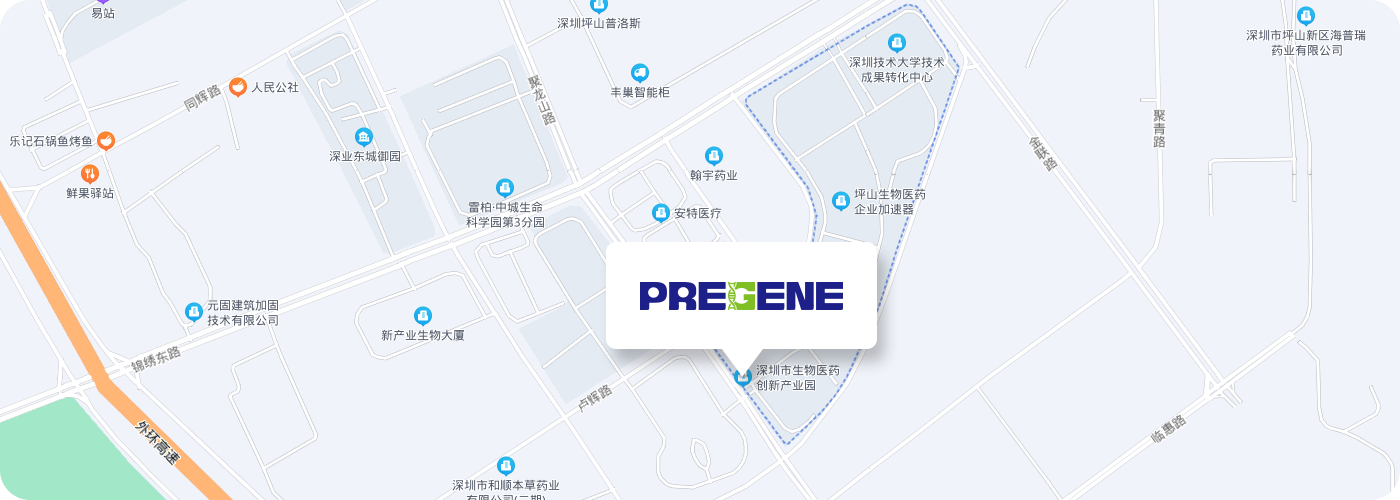 易站
深圳坪山普洛斯
深圳市坪山新区海普瑞
药业有限公司
深圳技术大学技术
成果转化中心
人民公社
同辉路
丰巢智能柜
聚龙山路
聚青路
金联路
乐记石锅鱼烤鱼
深业东城御园
鲜果驿站
翰宇药业
雷柏·中城生命
科学园第3分园
安特医疗
坪山生物医药
企业加速器
PREGENE
元固建筑加固
技术有限公司
新产业生物大厦
锦绣东路
深圳市生物医药
创新产业园
卢辉路
外环高速
临惠路
深圳市和顺本草药业
有限公司(二期)